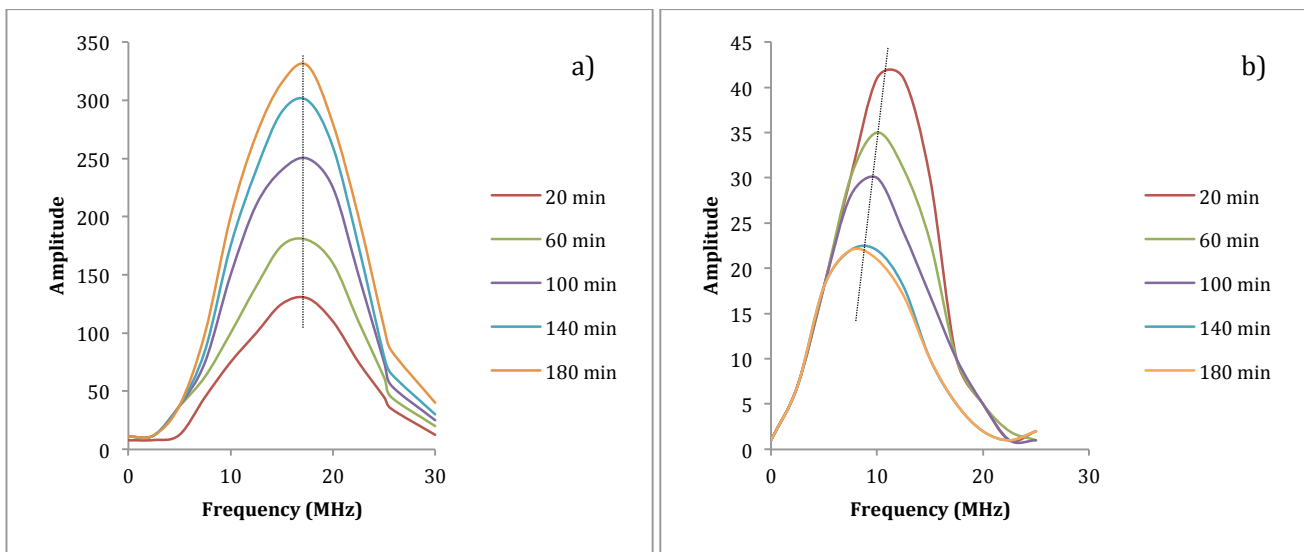 a)
350
300
250
200
150
100
50
0
Amplitude
0 10 20 30
Frequency (MHz)
20 min
60 min
100 min
140 min
180 min
b)
45
40
35
30
25
20
15
10
5
0
Amplitude
0 10 20 30
Frequency (MHz)
20 min
60 min
100 min
140 min
180 min